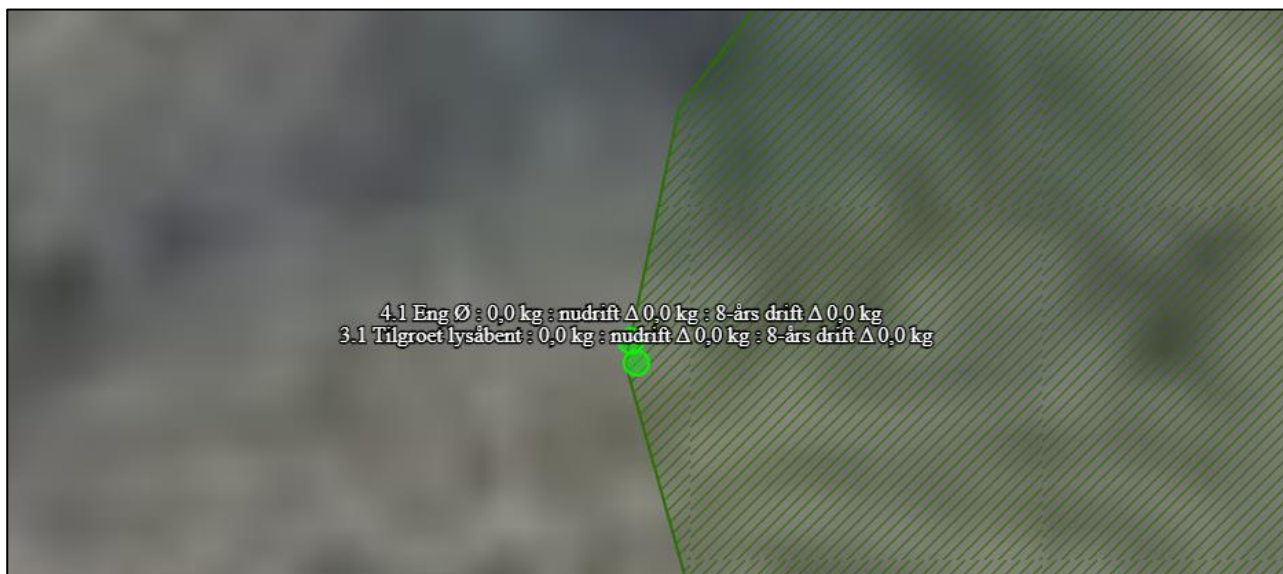 4.1 Eng Ø : 0,0 kg : nudrift Δ 0,0 kg : 8-års drift Δ 0,0 kg
3.1 Tilgroet lysåbent : 0,0 kg : nudrift Δ 0,0 kg : 8-års drift Δ 0,0 kg